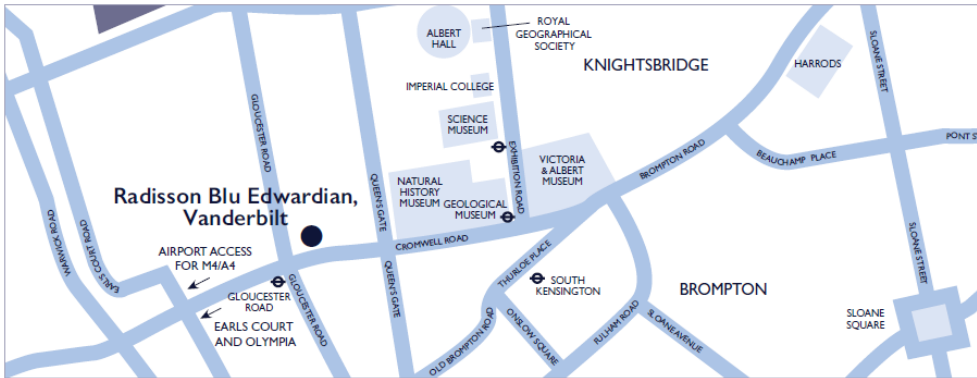 ALBERT
HALL
ROYAL
GEOGRAPHICAL
SOCIETY
KNIGHTSBRIDGE
HARRODS
SLOANE STREET
IMPERIAL COLLEGE
GLOUCESTER ROAD
SCIENCE
MUSEUM
EXHIBITION ROAD
VICTORIA
& ALBERT
MUSEUM
BROMPTON ROAD
BEAUCHAMP PLACE
PONT ST
NATURAL
HISTORY
MUSEUM
GEOLOGICAL
MUSEUM
QUEEN'S GATE
Radisson Blu Edwardian,
Vanderbilt
WARWICK ROAD
EARLS COURT ROAD
AIRPORT ACCESS
FOR M4/A4
CROMWELL ROAD
THURLOE PLACE
SLOANE STREET
GLOUCESTER
ROAD
GLOUCESTER ROAD
QUEEN'S GATE
SOUTH
KENSINGTON
BROMPTON
EARLS COURT
AND OLYMPIA
OLD BROMPTON ROAD
ONSLOW SQUARE
FULHAM ROAD
SLOANE AVENUE
SLOANE
SQUARE